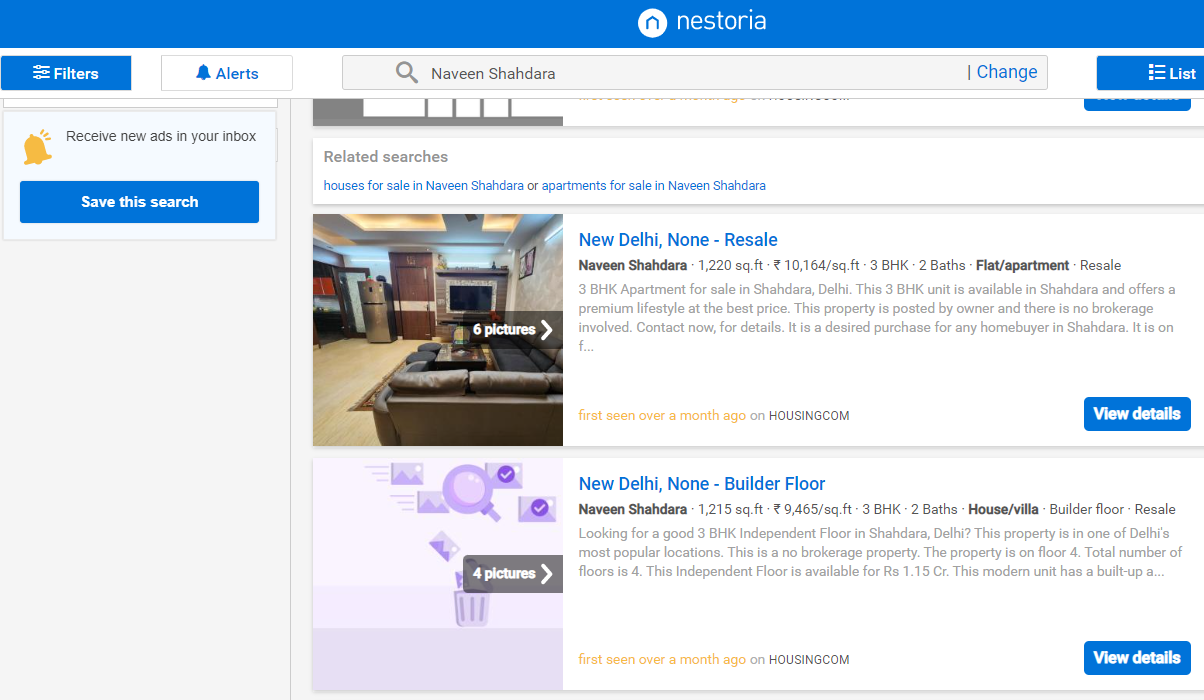 nestoria
Filters
Alerts
Naveen Shahdara
| Change
List
first seen over a month ago on HOUSINGCOM
View details
Receive new ads in your inbox
Save this search
Related searches
houses for sale in Naveen Shahdara or apartments for sale in Naveen Shahdara
6 pictures
New Delhi, None - Resale
Naveen Shahdara · 1,220 sq.ft · ₹ 10,164/sq.ft · 3 BHK · 2 Baths · Flat/apartment · Resale
3 BHK Apartment for sale in Shahdara, Delhi. This 3 BHK unit is available in Shahdara and offers a
premium lifestyle at the best price. This property is posted by owner and there is no brokerage
involved. Contact now, for details. It is a desired purchase for any homebuyer in Shahdara. It is on
f...
first seen over a month ago on HOUSINGCOM
View details
4 pictures
New Delhi, None - Builder Floor
Naveen Shahdara · 1,215 sq.ft · ₹ 9,465/sq.ft · 3 BHK · 2 Baths · House/villa · Builder floor · Resale
Looking for a good 3 BHK Independent Floor in Shahdara, Delhi? This property is in one of Delhi's
most popular locations. This is a no brokerage property. The property is on floor 4. Total number of
floors is 4. This Independent Floor is available for Rs 1.15 Cr. This modern unit has a built-up a...
first seen over a month ago on HOUSINGCOM
View details